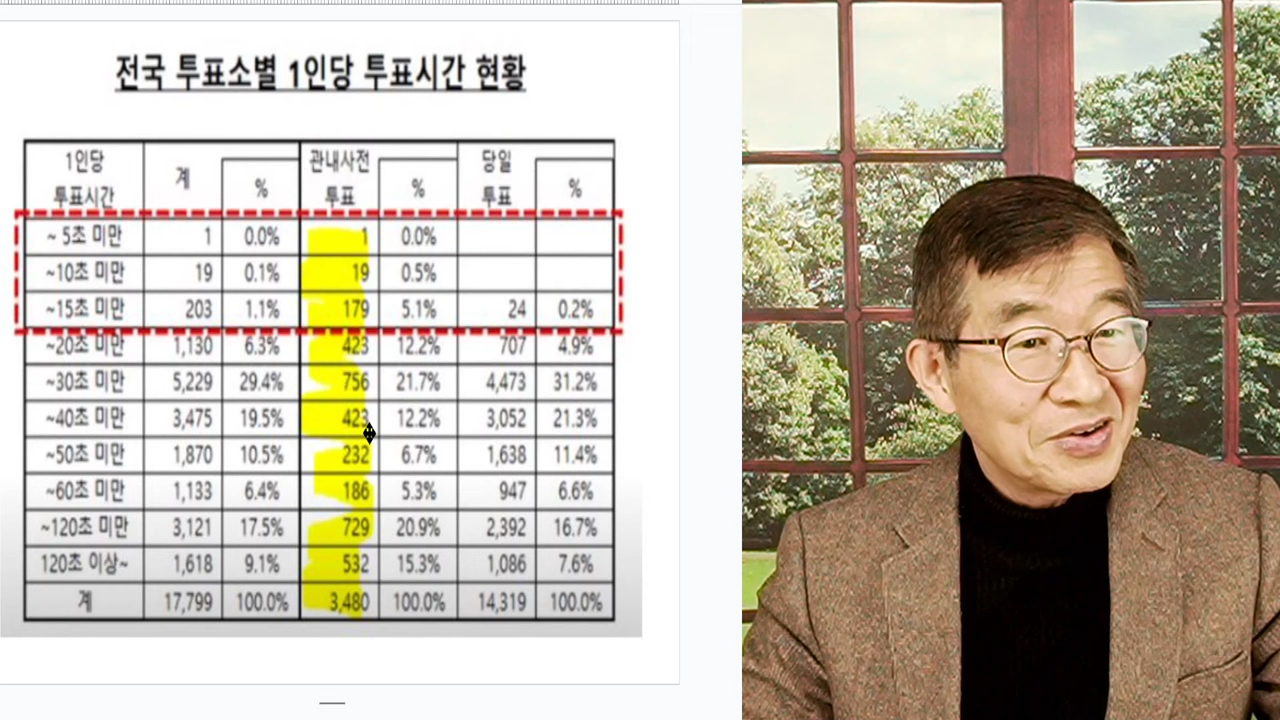 전국 투표소별 1인당 투표시간 현황
1인당 투표시간 계 % 관내사전 투표 % 당일 투표 %
~ 5초 미만 1 0.0% 1 0.0%
~10초 미만 19 0.1% 19 0.5%
~15초 미만 203 1.1% 179 5.1% 24 0.2%
~20초 미만 1,130 6.3% 423 12.2% 707 4.9%
~30초 미만 5,229 29.4% 756 21.7% 4,473 31.2%
~40초 미만 3,475 19.5% 423 12.2% 3,052 21.3%
~50초 미만 1,870 10.5% 232 6.7% 1,638 11.4%
~60초 미만 1,133 6.4% 186 5.3% 947 6.6%
~120초 미만 3,121 17.5% 729 20.9% 2,392 16.7%
120초 이상~ 1,618 9.1% 532 15.3% 1,086 7.6%
계 17,799 100.0% 3,480 100.0% 14,319 100.0%